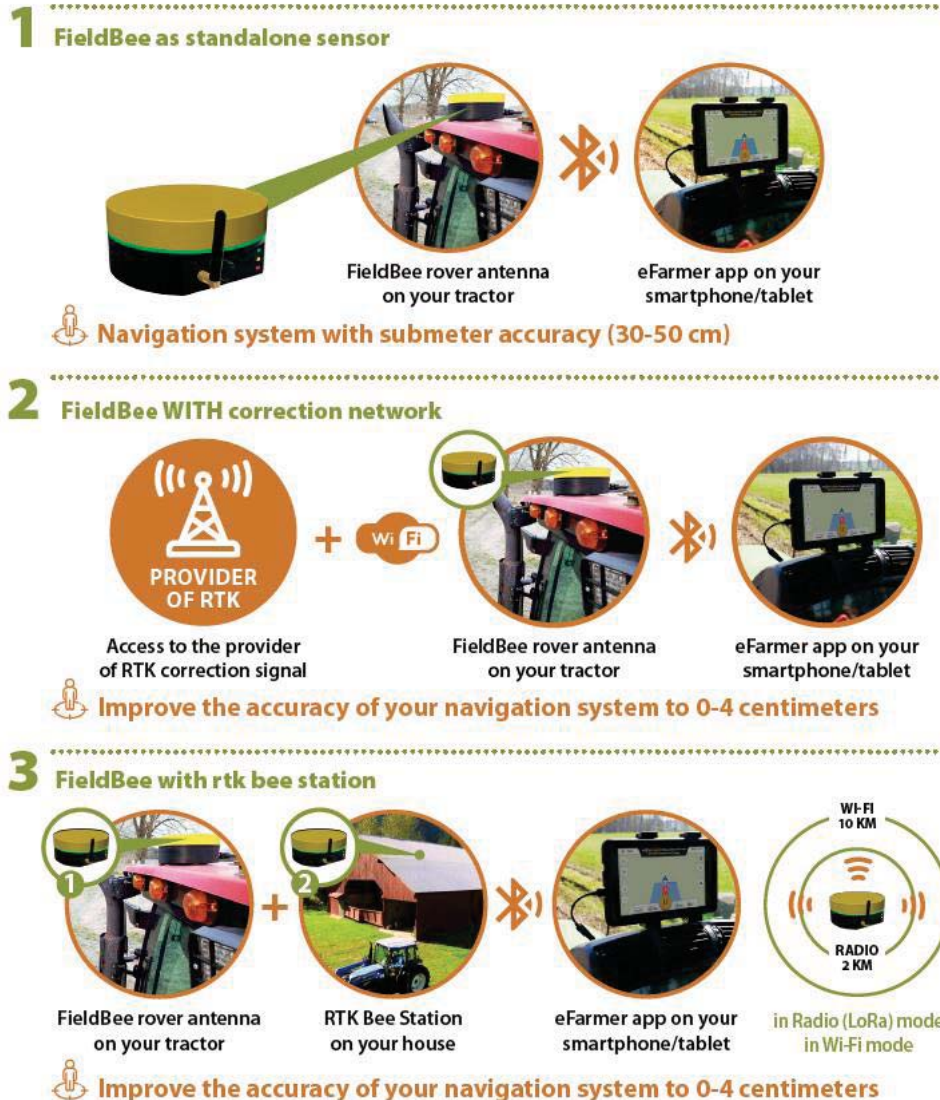 1 FieldBee as standalone sensor
FieldBee rover antenna
on your tractor
eFarmer app on your
smartphone/tablet
Navigation system with submeter accuracy (30-50 cm)
2 FieldBee WITH correction network
PROVIDER
OF RTK
+
Wi Fi
Access to the provider
of RTK correction signal
FieldBee rover antenna
on your tractor
eFarmer app on your
smartphone/tablet
Improve the accuracy of your navigation system to 0-4 centimeters
3 FieldBee with rtk bee station
1
+
2
WI-FI
10 KM
RADIO
2 KM
FieldBee rover antenna
on your tractor
RTK Bee Station
on your house
eFarmer app on your
smartphone/tablet
in Radio (LoRa) mode
in Wi-Fi mode
Improve the accuracy of your navigation system to 0-4 centimeters